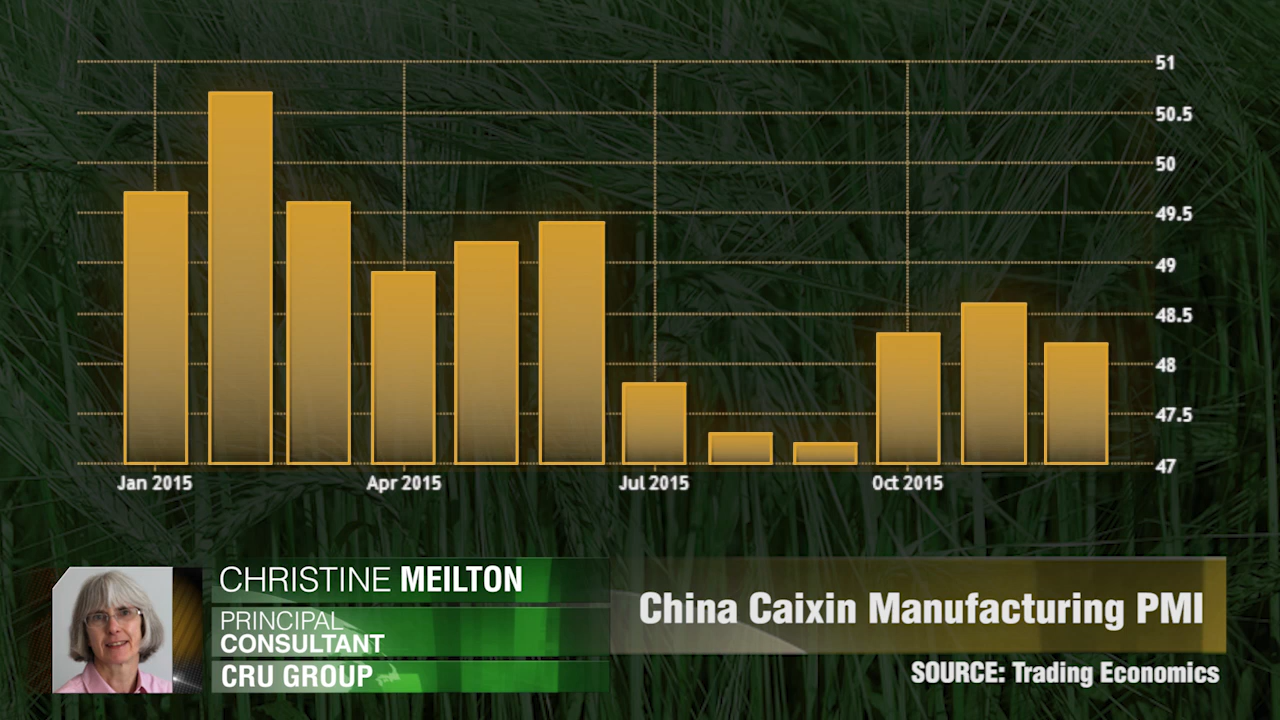 51
50.5
50
49.5
49
48.5
48
47.5
47
Jan 2015 Apr 2015 Jul 2015 Oct 2015
CHRISTINE MEILTON
PRINCIPAL
CONSULTANT
CRU GROUP
China Caixin Manufacturing PMI
SOURCE: Trading Economics